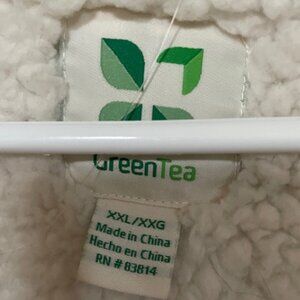 GreenTea
XXL/XXG
Made in China
Hecho en China
RN # 83814